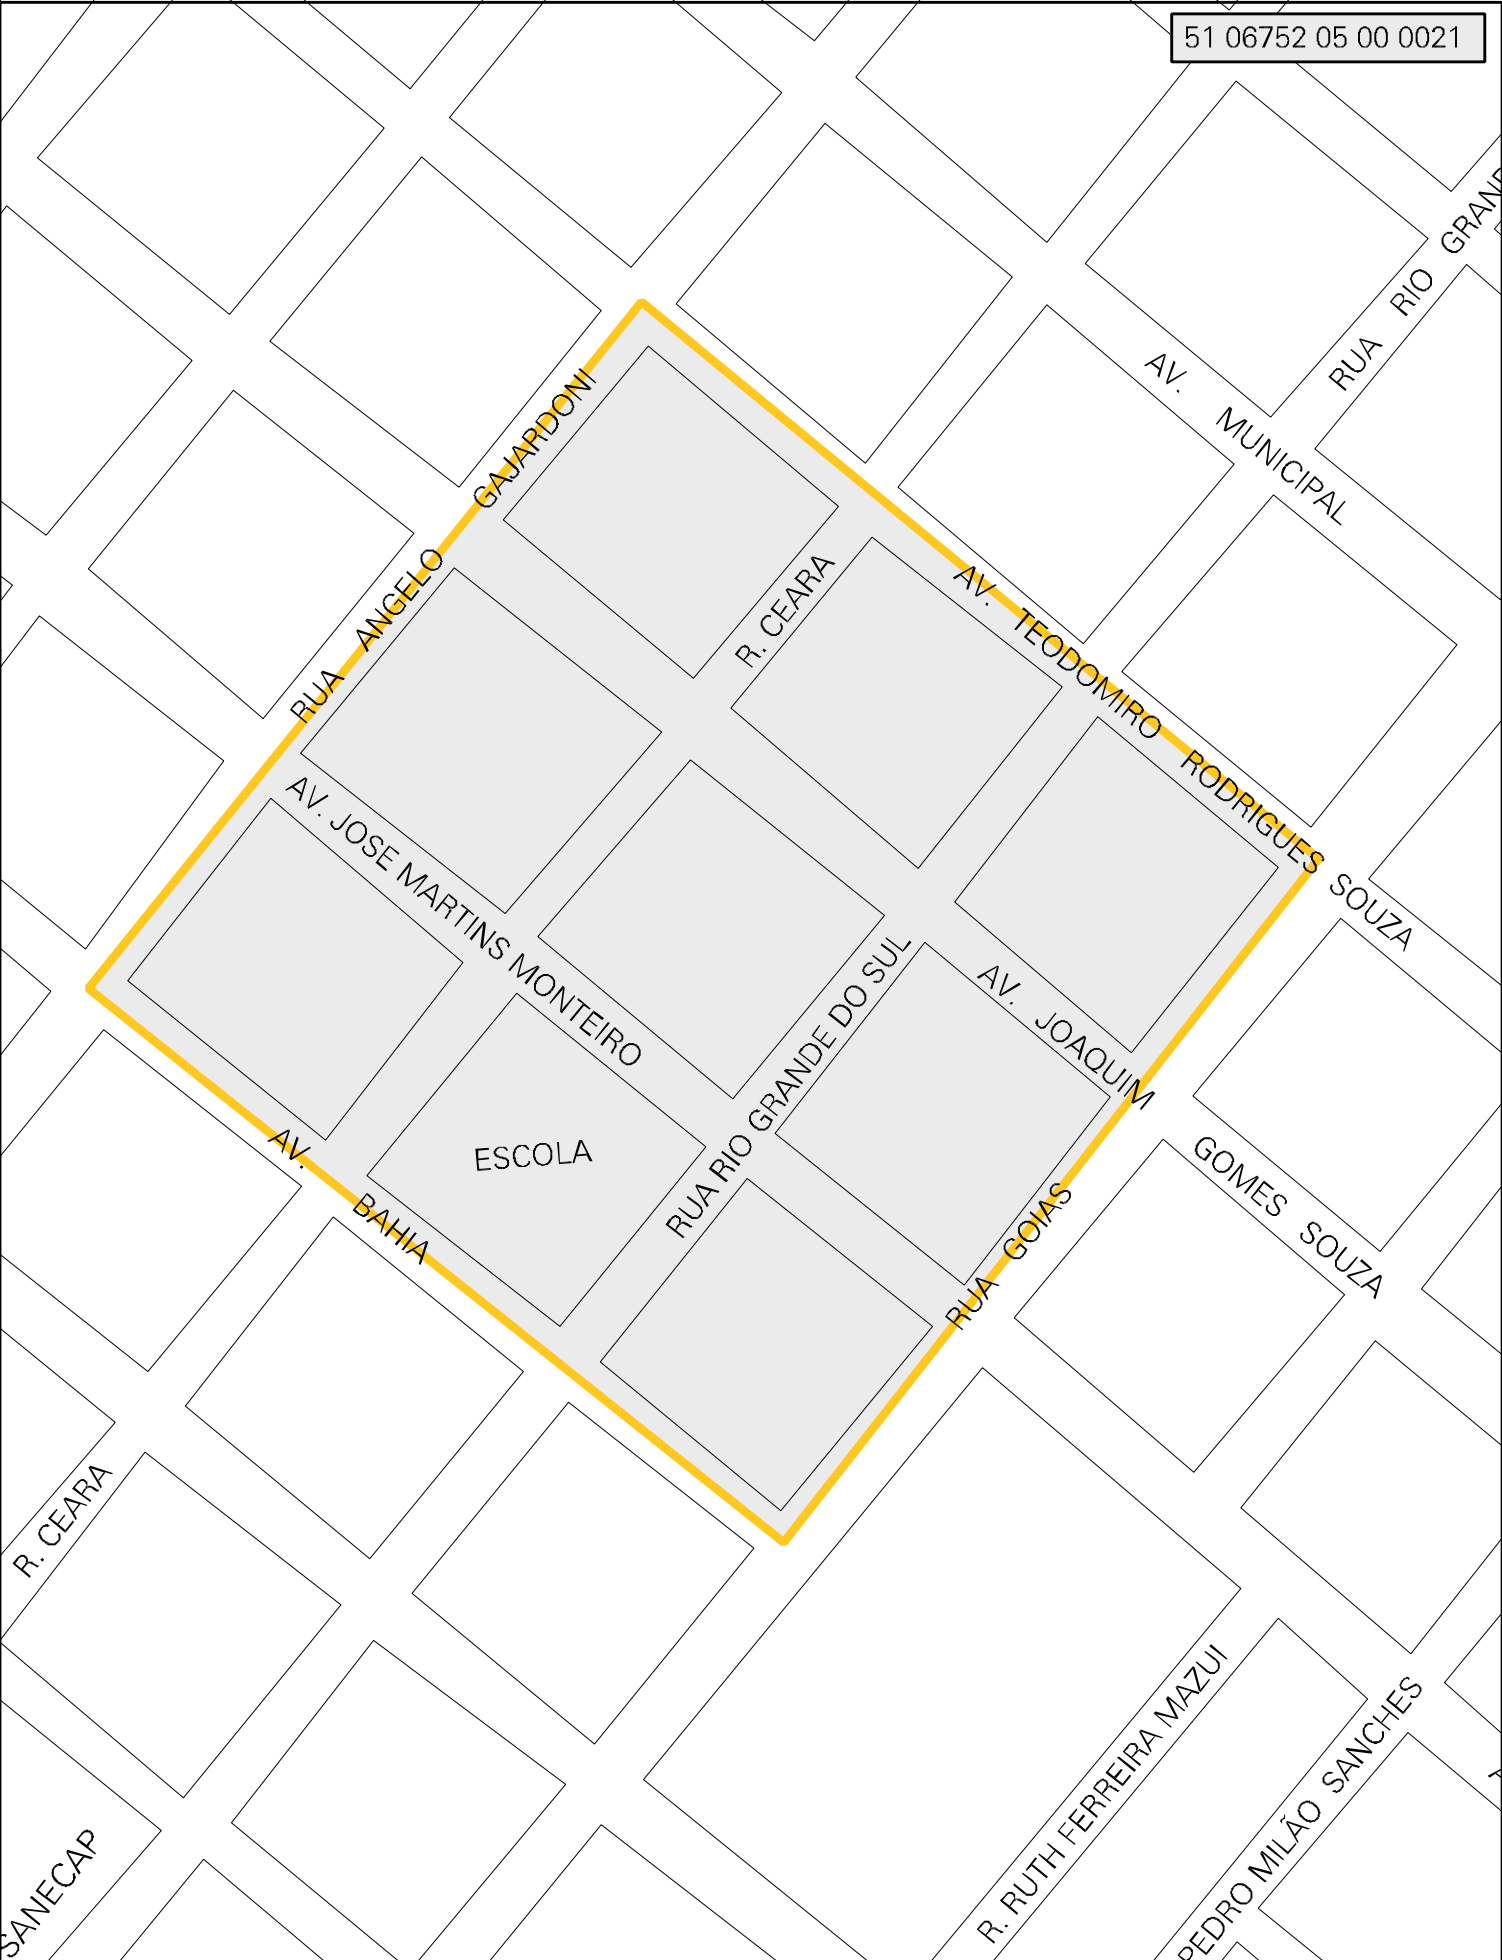 51 06752 05 00 0021
RUA RIO
AV. MUNICIPAL
RUA ANGELO GAJARDONI
R. CEARA
AV. TEODOMIRO RODRIGUES SOUZA
AV. JOSE MARTINS MONTEIRO
RUA RIO GRANDE DO SUL
AV. JOAQUIM GOMES SOUZA
ESCOLA
AV. BAHIA
RUA GOIAS
R. CEARA
R. RUTH FERREIRA MAZUI
PEDRO MILÃO SANCHES
SANECAP